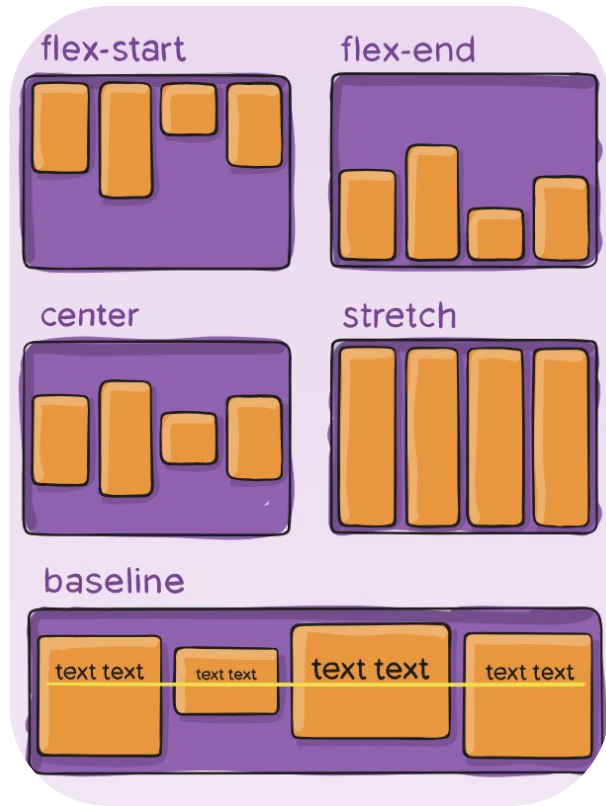 flex-start
flex-end
center
stretch
baseline
text text
text text
text text
text text